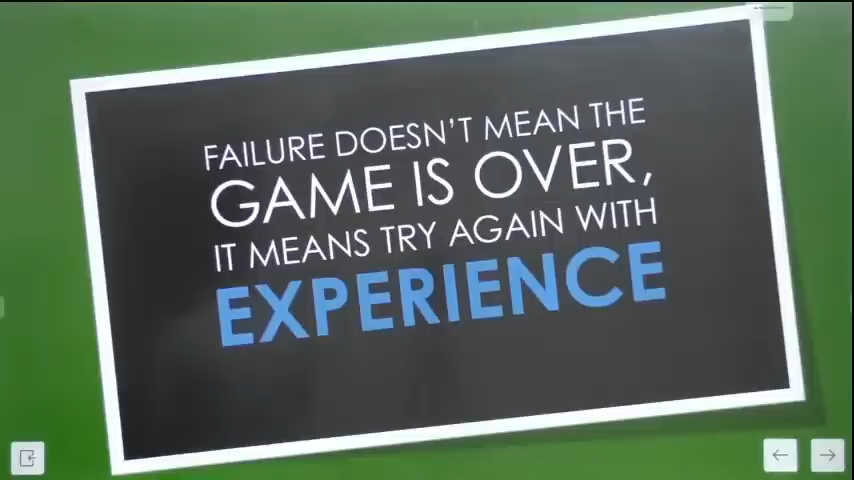 FAILURE DOESN'T MEAN THE
GAME IS OVER,
IT MEANS TRY AGAIN WITH
EXPERIENCE